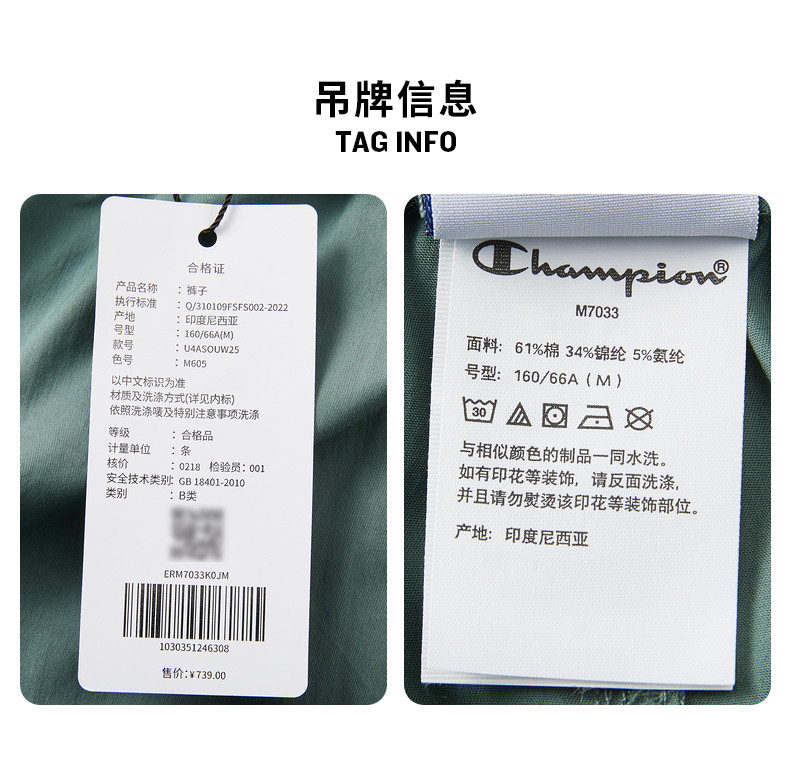 吊牌信息
TAG INFO
合格证
产品名称 ：裤子
执行标准 ：Q/310109FSFS002-2022
产地 ：印度尼西亚
号型 ：160/66A(M)
款号 ：U4ASOUW25
色号 ：M605
以中文标识为准
材质及洗涤方式(详见内标)
依照洗涤唛及特别注意事项洗涤
等级 ：合格品
计量单位 ：条
核价 ：0218 检验员：001
安全技术类别：GB 18401-2010
类别 ：B类
ERM7033K0JM
1030351246308
售价:￥739.00
Champion®
M7033
面料: 61%棉 34%锦纶 5%氨纶
号型: 160/66A ( M )
30
与相似颜色的制品一同水洗。
如有印花等装饰，请反面洗涤，
并且请勿熨烫该印花等装饰部位。
产地: 印度尼西亚